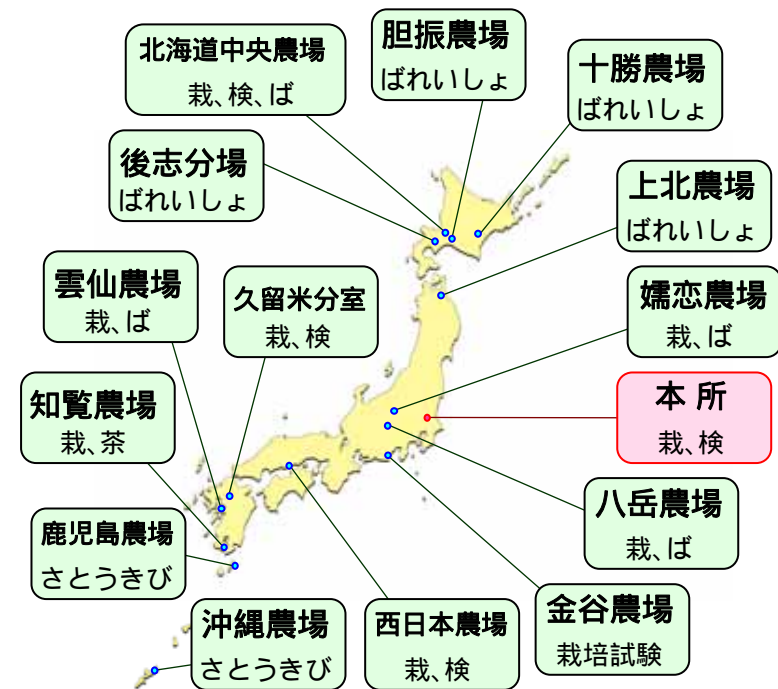 北海道中央農場
栽、検、ば
胆振農場
ばれいしょ
十勝農場
ばれいしょ
後志分場
ばれいしょ
上北農場
ばれいしょ
雲仙農場
栽、ば
久留米分室
栽、検
嬬恋農場
栽、ば
知覧農場
栽、茶
本 所
栽、検
八岳農場
栽、ば
鹿児島農場
さとうきび
沖縄農場
さとうきび
西日本農場
栽、検
金谷農場
栽培試験